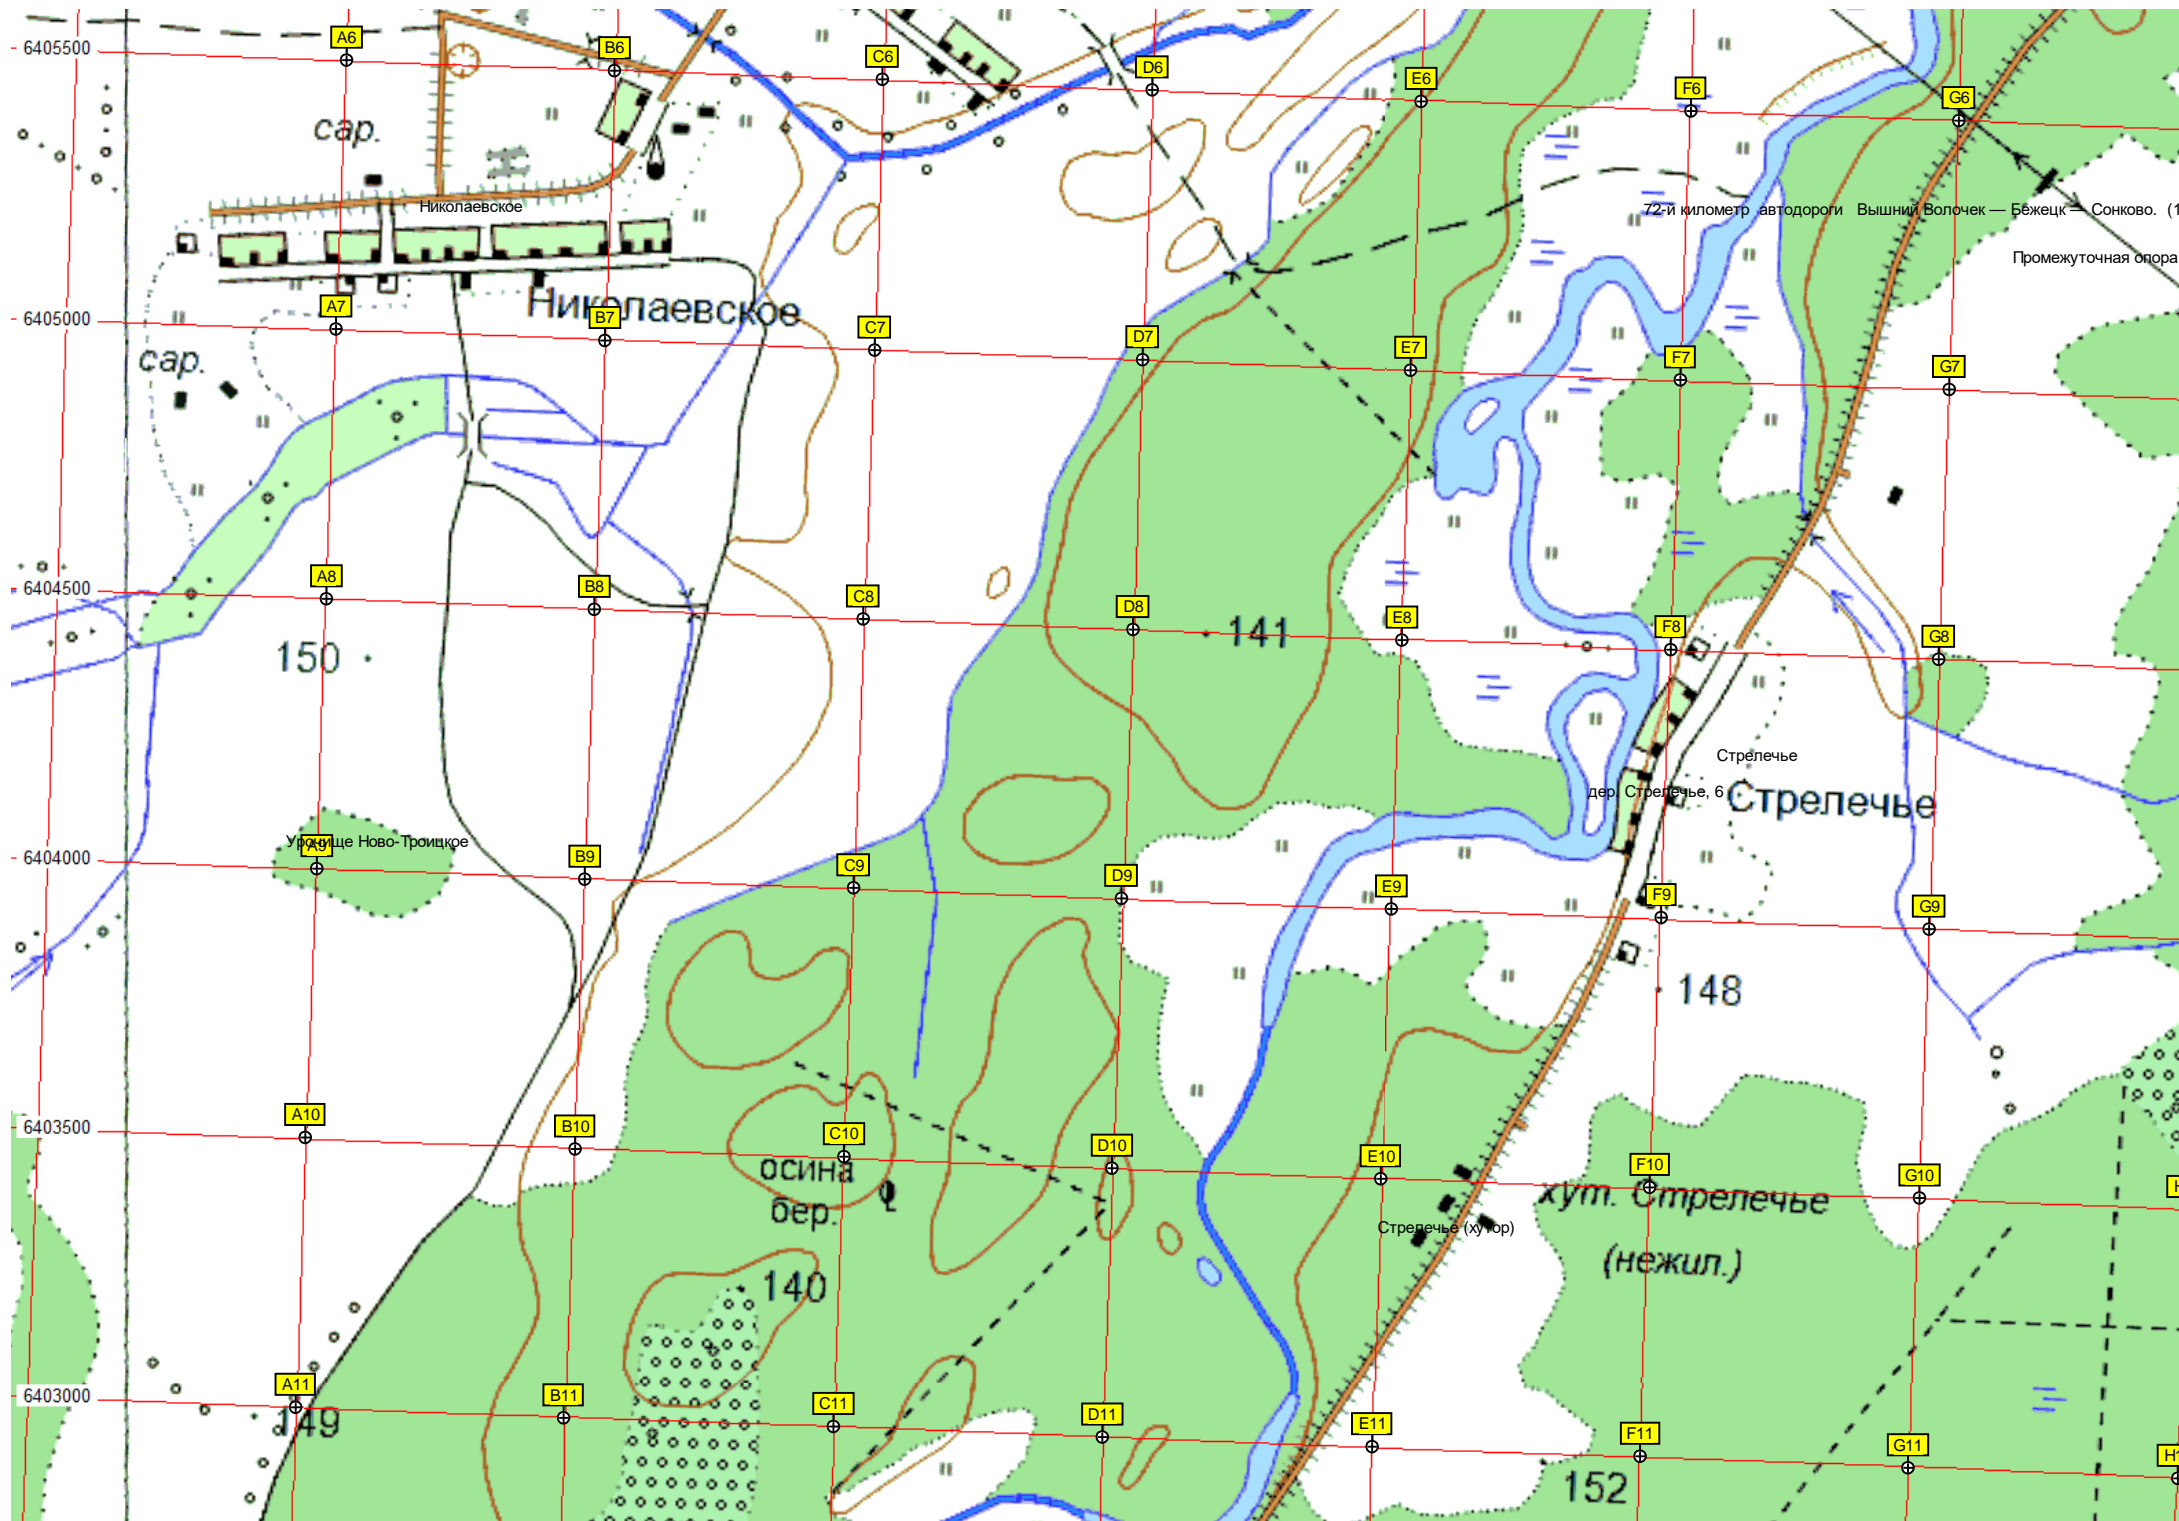 6405500
A6
B6
C6
D6
E6
F6
G6
сар.
Николаевское
72-й километр автодороги Вышний Волочек — Бежецк — Сонково. (1
Промежуточная опора
Николаевское
6405000
A7
B7
C7
D7
E7
F7
G7
сар.
6404500
A8
B8
C8
D8
E8
F8
G8
150
141
Стрелечье
дер. Стрелечье, 6
Стрелечье
Урочище Ново-Троицкое
6404000
A9
B9
C9
D9
E9
F9
G9
148
6403500
A10
B10
C10
D10
E10
F10
G10
осина
бер.
хут. Стрелечье
Стрелечье (хутор)
(нежил.)
140
6403000
A11
B11
C11
D11
E11
F11
G11
149
8
152